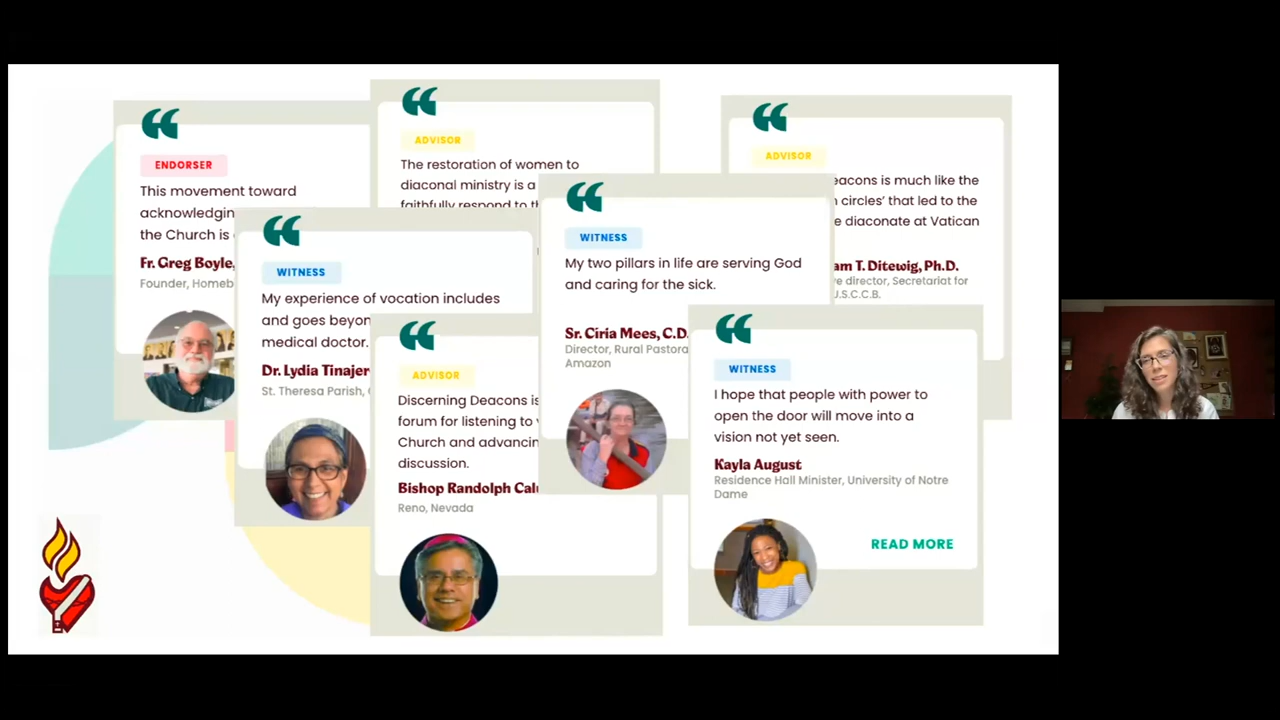 ENDORSER
This movement toward
acknowledgin
the Church is
Fr. Greg Boyle,
Founder, Homeb
ADVISOR
The restoration of women to
diaconal ministry is a
faithfully respond to th
ADVISOR
eacons is much like the
circles’ that led to the
e diaconate at Vatican
am T. Ditewig, Ph.D.
e director, Secretariat for
U.S.C.C.B.
WITNESS
My experience of vocation includes
and goes beyon
medical doctor.
Dr. Lydia Tinajer
St. Theresa Parish,
WITNESS
My two pillars in life are serving God
and caring for the sick.
Sr. Ciria Mees, C.D.
Director, Rural Pastora
Amazon
ADVISOR
Discerning Deacons is
forum for listening to
Church and advancin
discussion.
Bishop Randolph Cal
Reno, Nevada
WITNESS
I hope that people with power to
open the door will move into a
vision not yet seen.
Kayla August
Residence Hall Minister, University of Notre
Dame
READ MORE